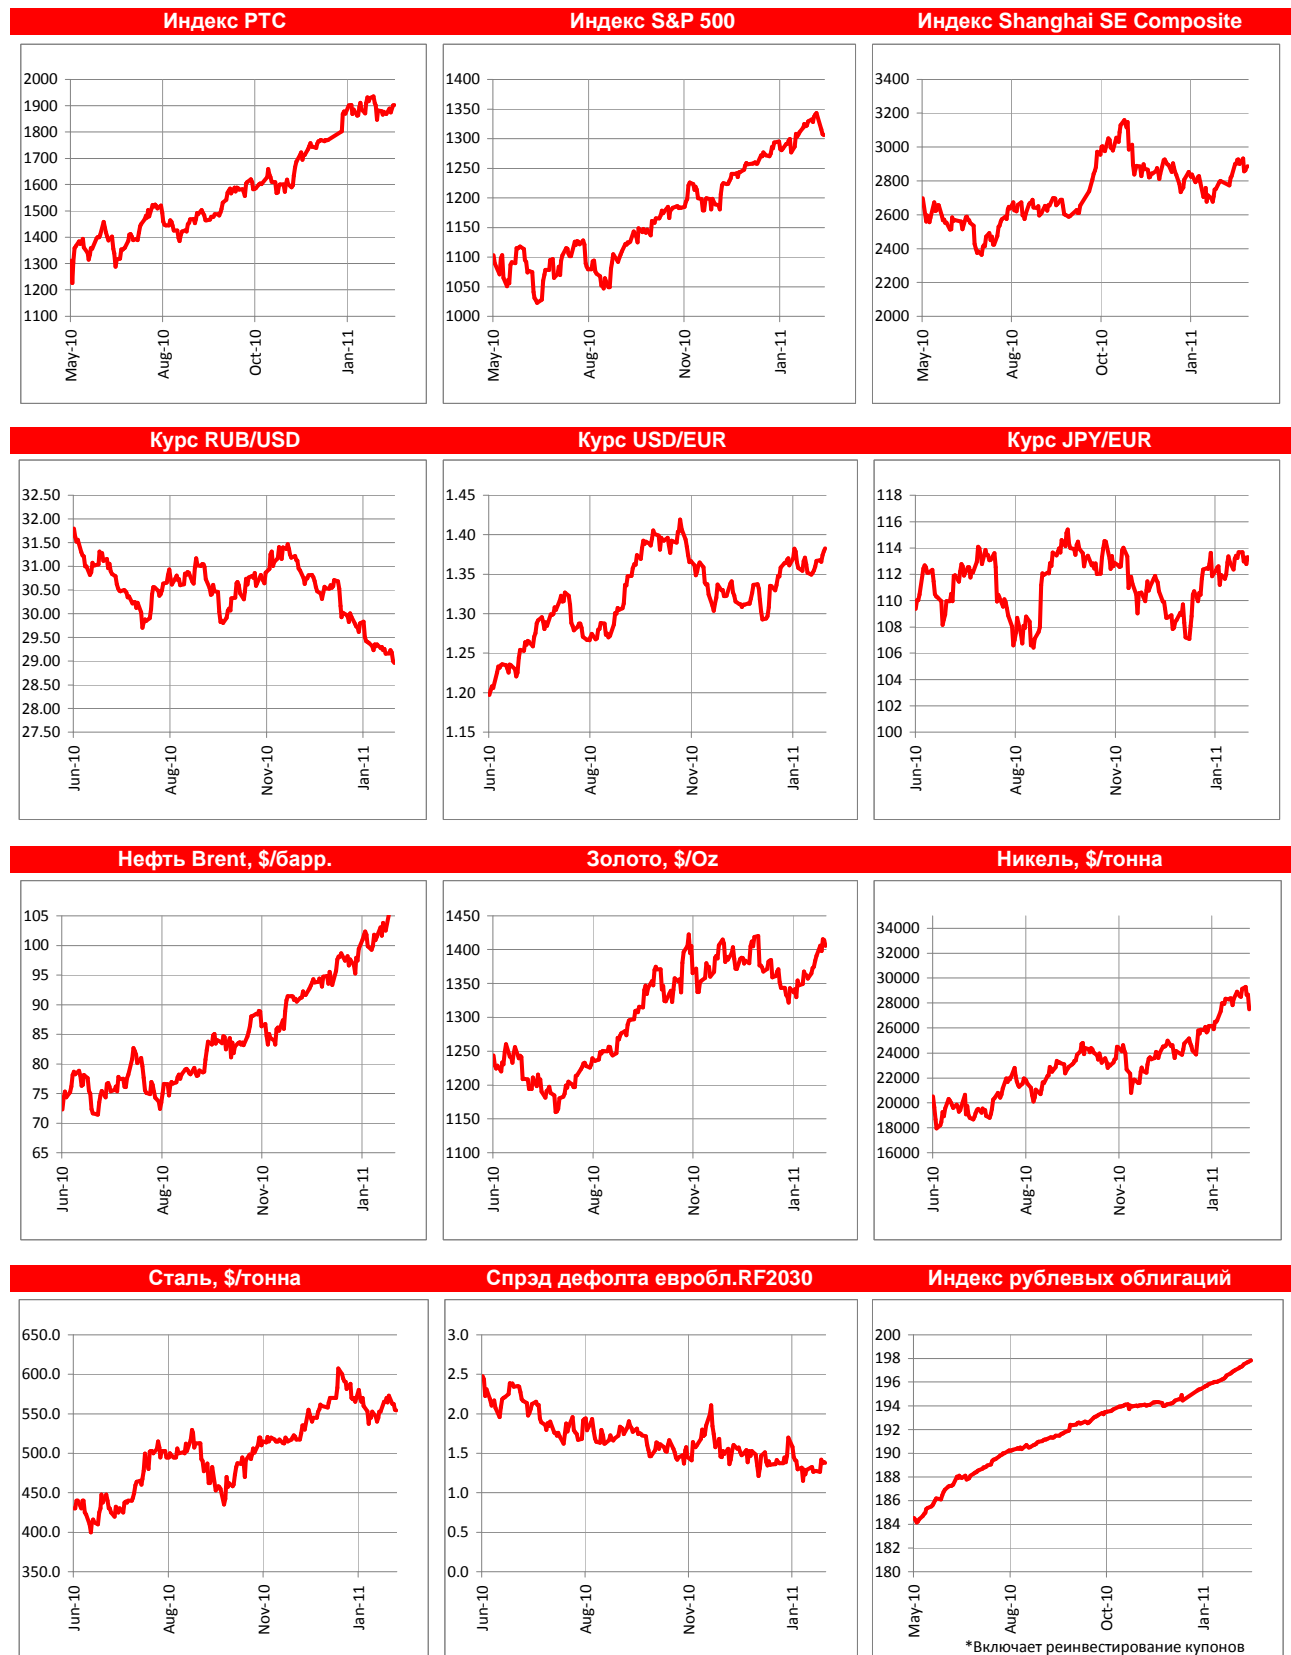 Индекс РТС
Индекс S&P 500
Индекс Shanghai SE Composite
2000
1900
1800
1700
1600
1500
1400
1300
1200
1100
May-10
Aug-10
Oct-10
Jan-11
1400
1350
1300
1250
1200
1150
1100
1050
1000
May-10
Aug-10
Nov-10
Jan-11
3400
3200
3000
2800
2600
2400
2200
2000
May-10
Aug-10
Oct-10
Jan-11
Курс RUB/USD
Курс USD/EUR
Курс JPY/EUR
32.50
32.00
31.50
31.00
30.50
30.00
29.50
29.00
28.50
28.00
27.50
Jun-10
Aug-10
Nov-10
Jan-11
1.45
1.40
1.35
1.30
1.25
1.20
1.15
Jun-10
Aug-10
Nov-10
Jan-11
118
116
114
112
110
108
106
104
102
100
Jun-10
Aug-10
Nov-10
Jan-11
Нефть Brent, $/барр.
Золото, $/Oz
Никель, $/тонна
105
100
95
90
85
80
75
70
65
Jun-10
Aug-10
Nov-10
Jan-11
1450
1400
1350
1300
1250
1200
1150
1100
Jun-10
Aug-10
Nov-10
Jan-11
34000
32000
30000
28000
26000
24000
22000
20000
18000
16000
Jun-10
Aug-10
Nov-10
Jan-11
Сталь, $/тонна
Спрэд дефолта евробл.RF2030
Индекс рублевых облигаций
650.0
600.0
550.0
500.0
450.0
400.0
350.0
Jun-10
Aug-10
Nov-10
Jan-11
3.0
2.5
2.0
1.5
1.0
0.5
0.0
Jun-10
Aug-10
Nov-10
Jan-11
200
198
196
194
192
190
188
186
184
182
180
May-10
Aug-10
Oct-10
Jan-11
*Включает реинвестирование купонов